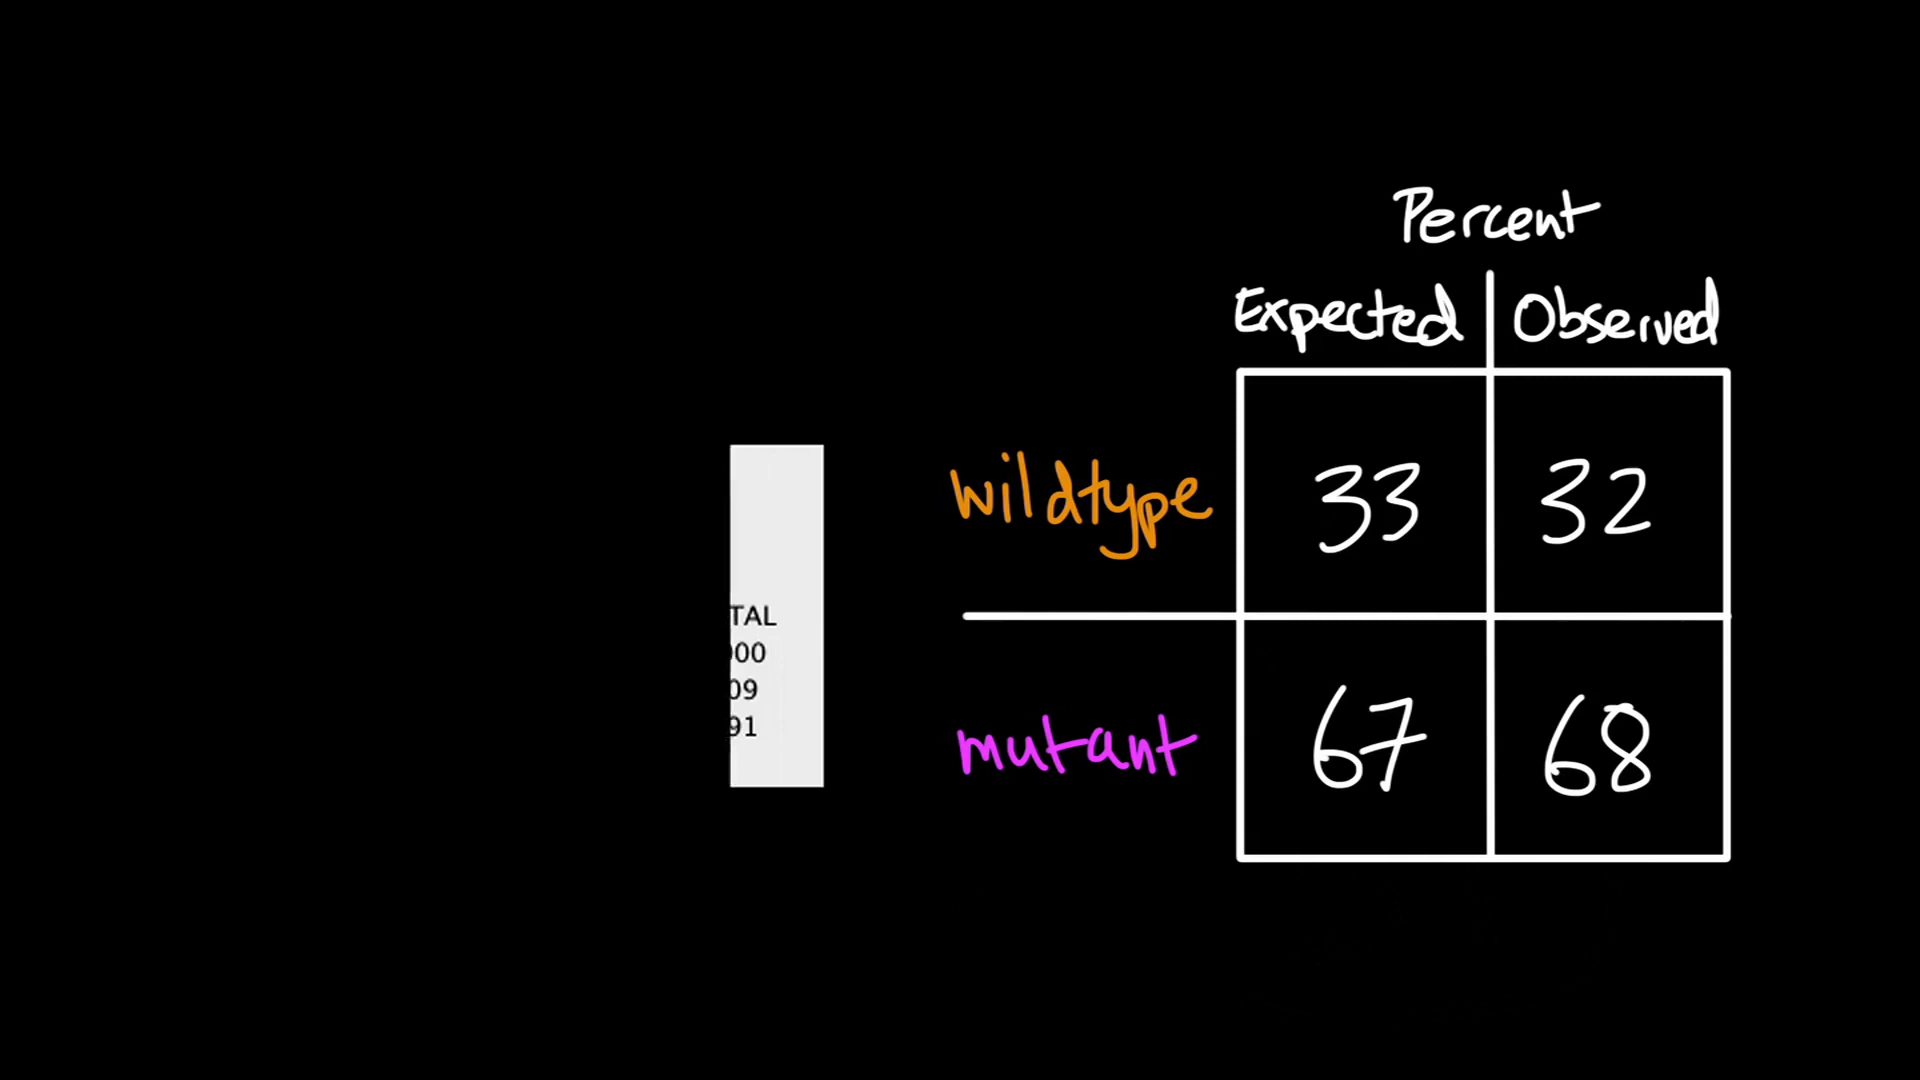 Percent
Expected Observed
wildtype 33 32
TAL
00
09
91
mutant 67 68